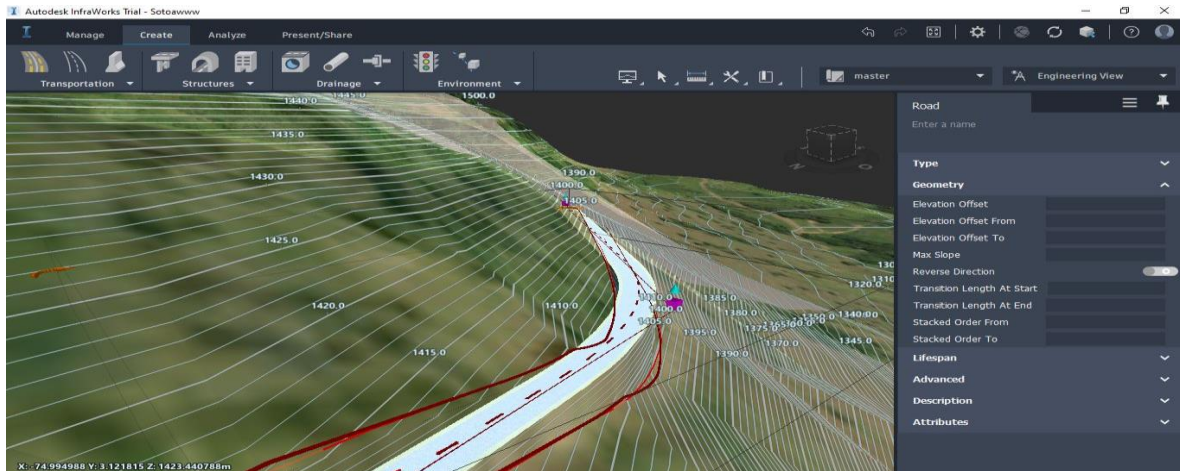 Autodesk InfraWorks Trial - Sotoawww
Manage Create Analyze Present/Share
Transportation Structures Drainage Environment
master
Engineering View
Road
Enter a name
Type
Geometry
Elevation Offset
Elevation Offset From
Elevation Offset To
Max Slope
Reverse Direction
Transition Length At Start
Transition Length At End
Stacked Order From
Stacked Order To
Lifespan
Advanced
Description
Attributes
1440.0
1445.0
1500.0
1435.0
1390.0
1430.0
1400.0
1405.0
1425.0
1310
1320.0
1420.0
1410.0
1385.0
1400.0
1405.0
1380.0
1340.0
1395.0
1370.0
1345.0
1415.0
1390.0
X: -74.994988 Y: 3.121815 Z: 1423.440788m